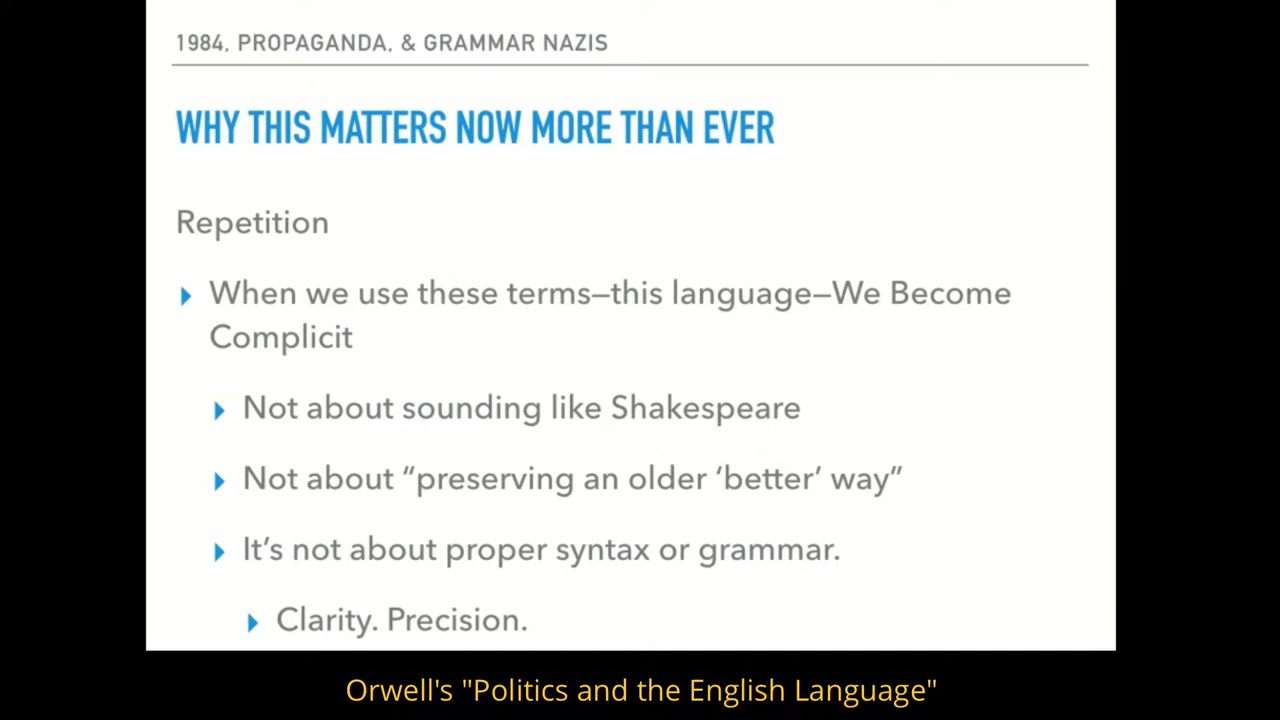 1984, PROPAGANDA, & GRAMMAR NAZIS
WHY THIS MATTERS NOW MORE THAN EVER
Repetition
When we use these terms—this language—We Become
Complicit
Not about sounding like Shakespeare
Not about “preserving an older ‘better’ way”
It’s not about proper syntax or grammar.
Clarity. Precision.
Orwell's "Politics and the English Language"